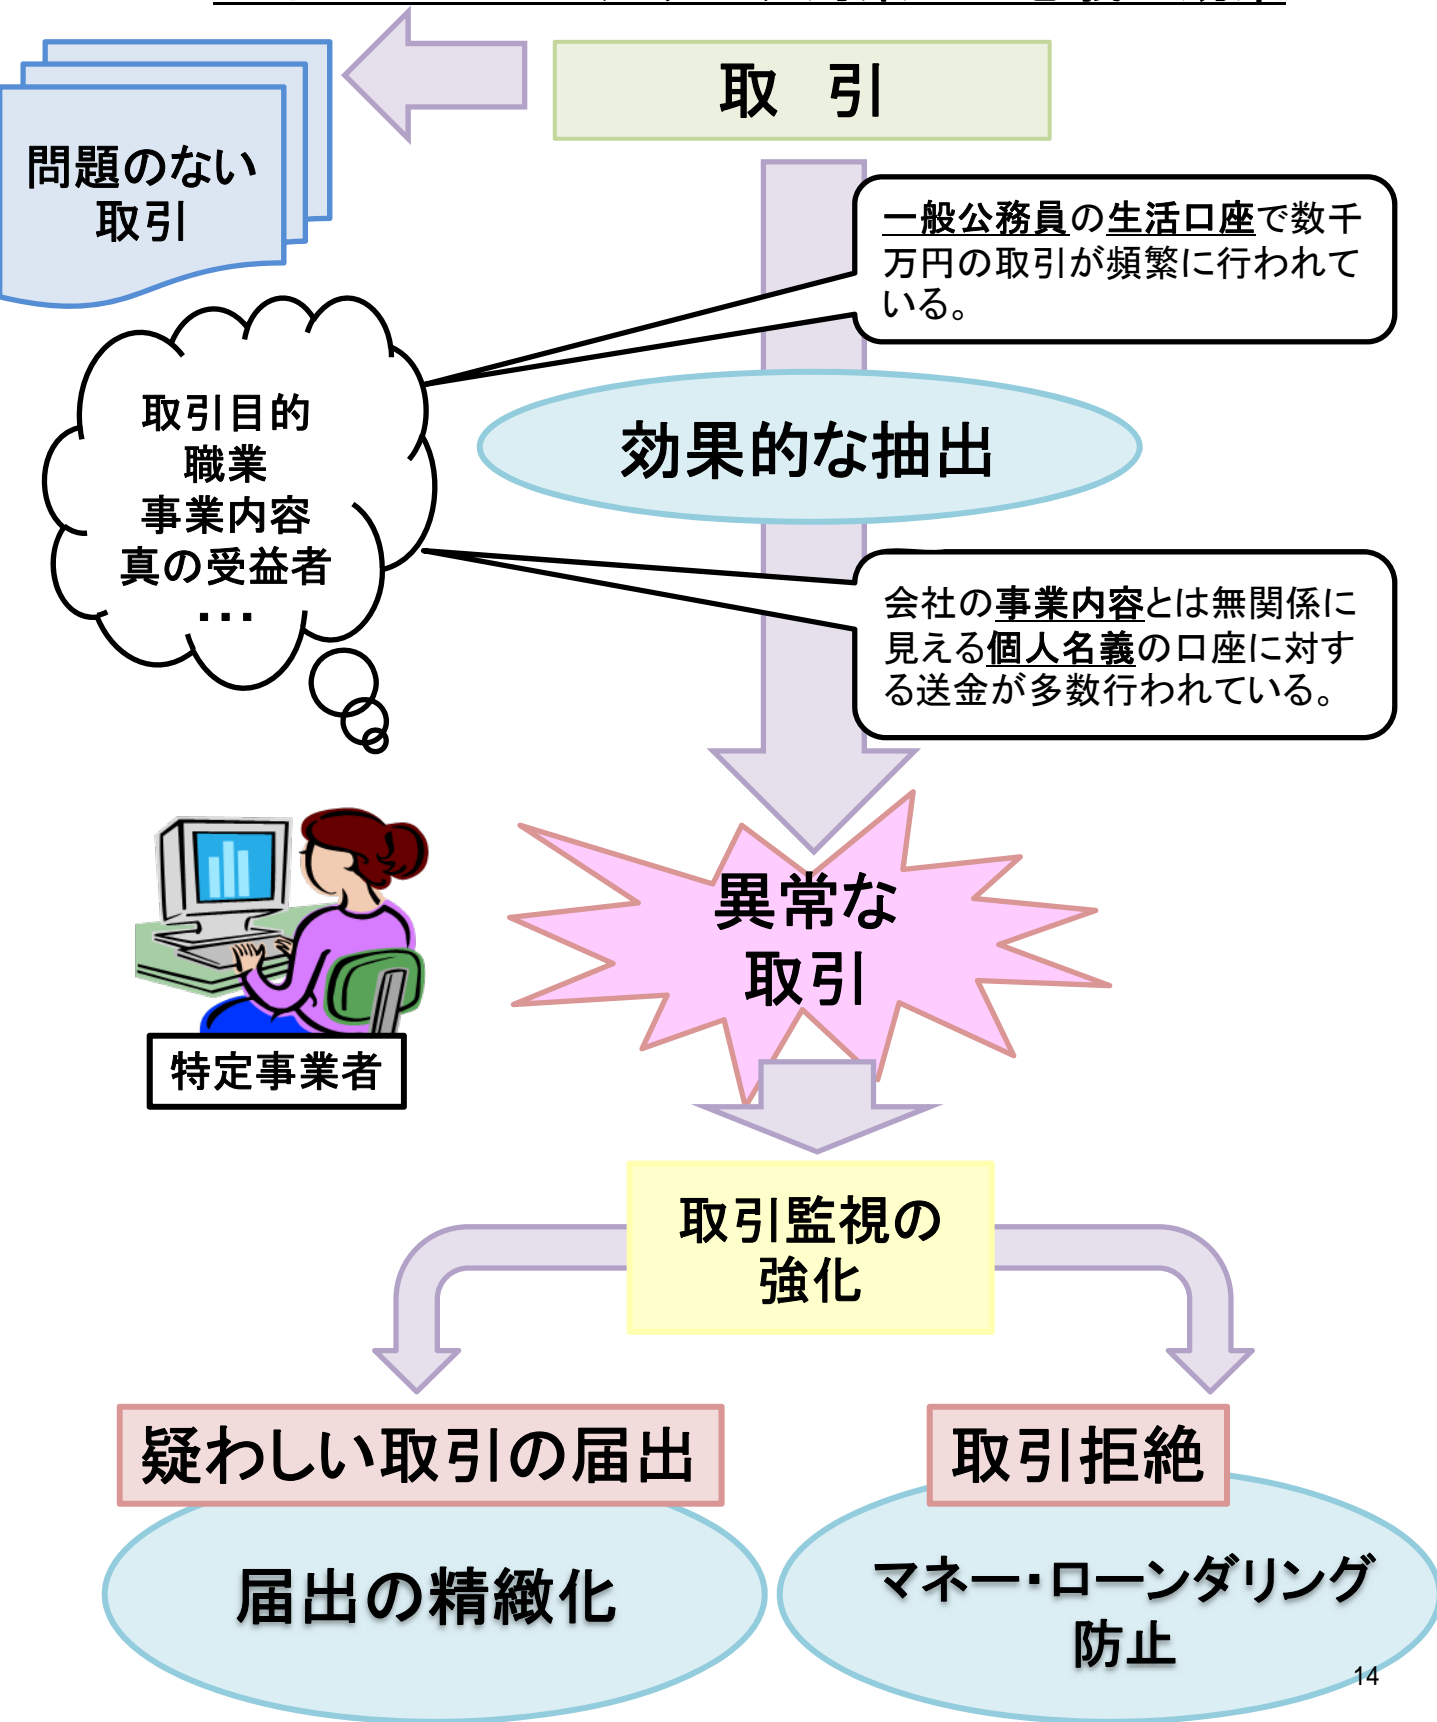 取 引
問題のない
取引
一般公務員の生活口座で数千
万円の取引が頻繁に行われて
いる。
取引目的
職業
事業内容
真の受益者
・・・
効果的な抽出
会社の事業内容とは無関係に
見える個人名義の口座に対す
る送金が多数行われている。
異常な
取引
特定事業者
取引監視の
強化
疑わしい取引の届出
取引拒絶
届出の精緻化
マネー・ローンダリング
防止
14